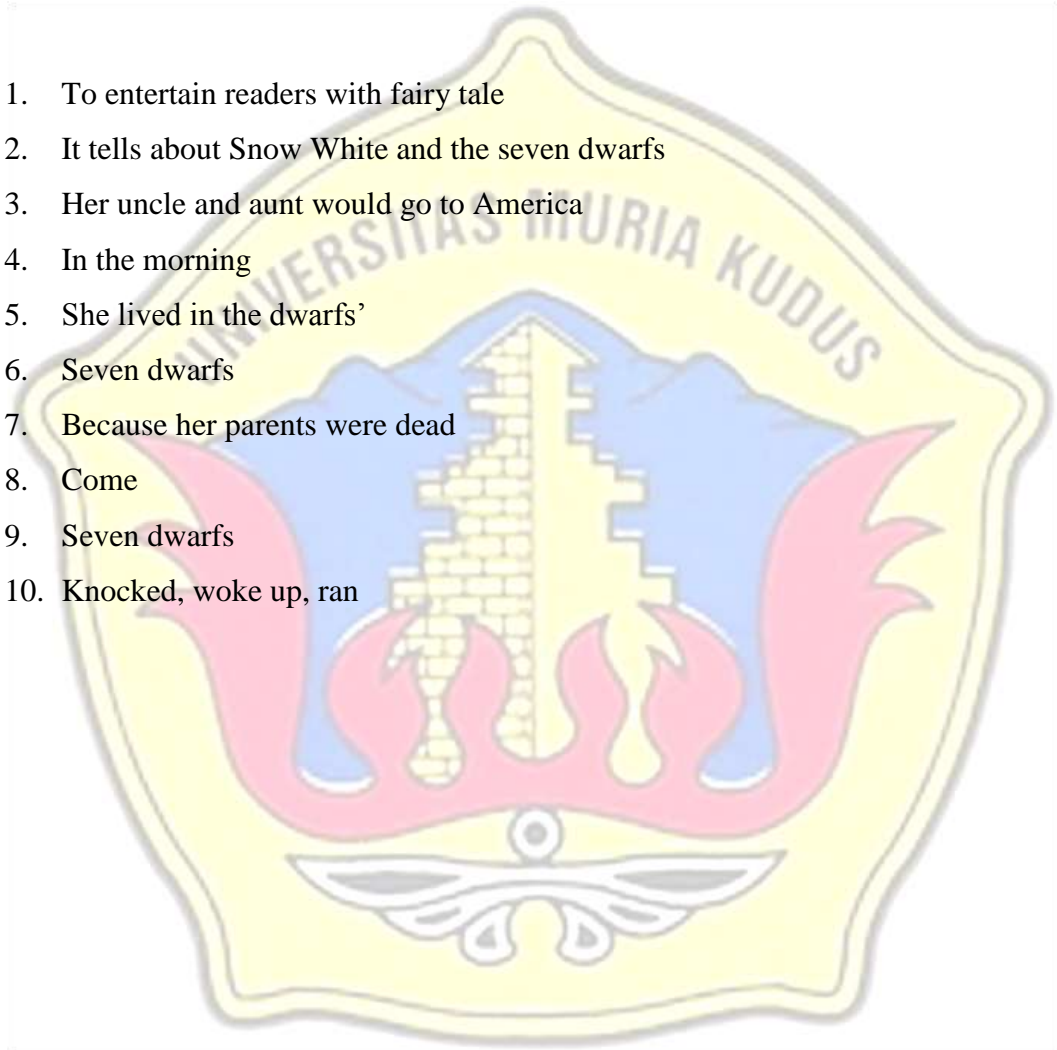 UNIVERSITAS MURIA KUDUS
1. To entertain readers with fairy tale
2. It tells about Snow White and the seven dwarfs
3. Her uncle and aunt would go to America
4. In the morning
5. She lived in the dwarfs’
6. Seven dwarfs
7. Because her parents were dead
8. Come
9. Seven dwarfs
10. Knocked, woke up, ran